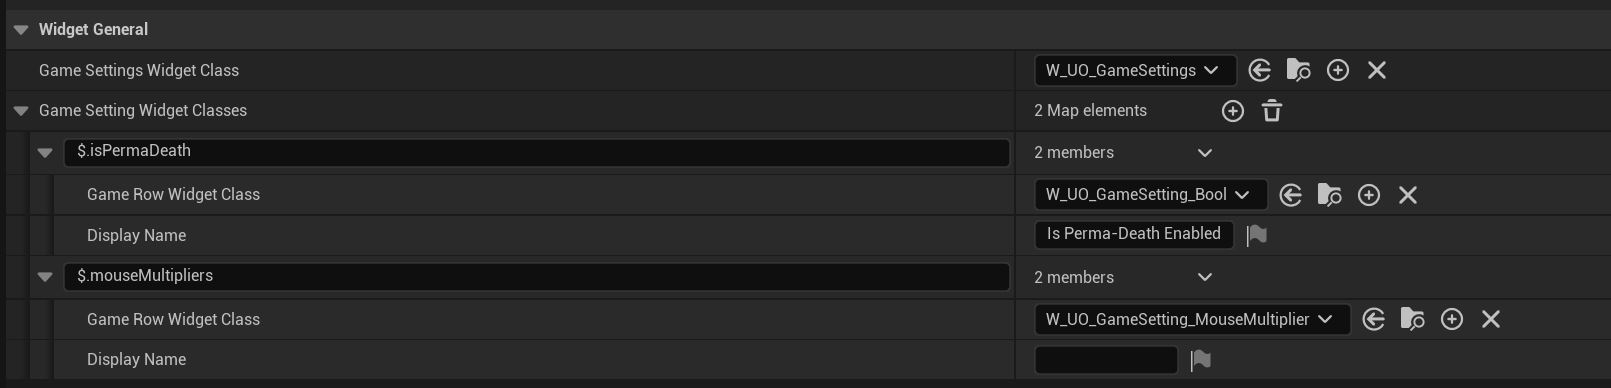 Widget General
Game Settings Widget Class W_UO_GameSettings
Game Setting Widget Classes 2 Map elements
$.isPermaDeath 2 members
Game Row Widget Class W_UO_GameSetting_Bool
Display Name Is Perma-Death Enabled
$.mouseMultipliers 2 members
Game Row Widget Class W_UO_GameSetting_MouseMultiplier
Display Name